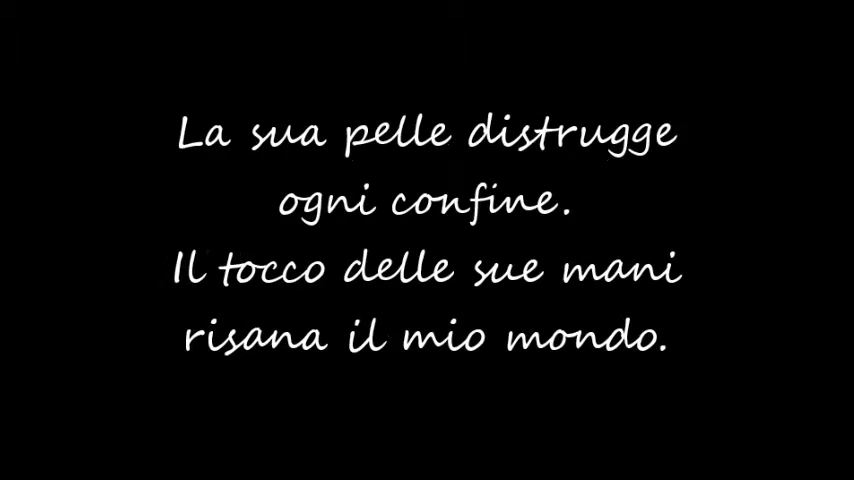 La sua pelle distrugge
ogni confine.
Il tocco delle sue mani
risana il mio mondo.